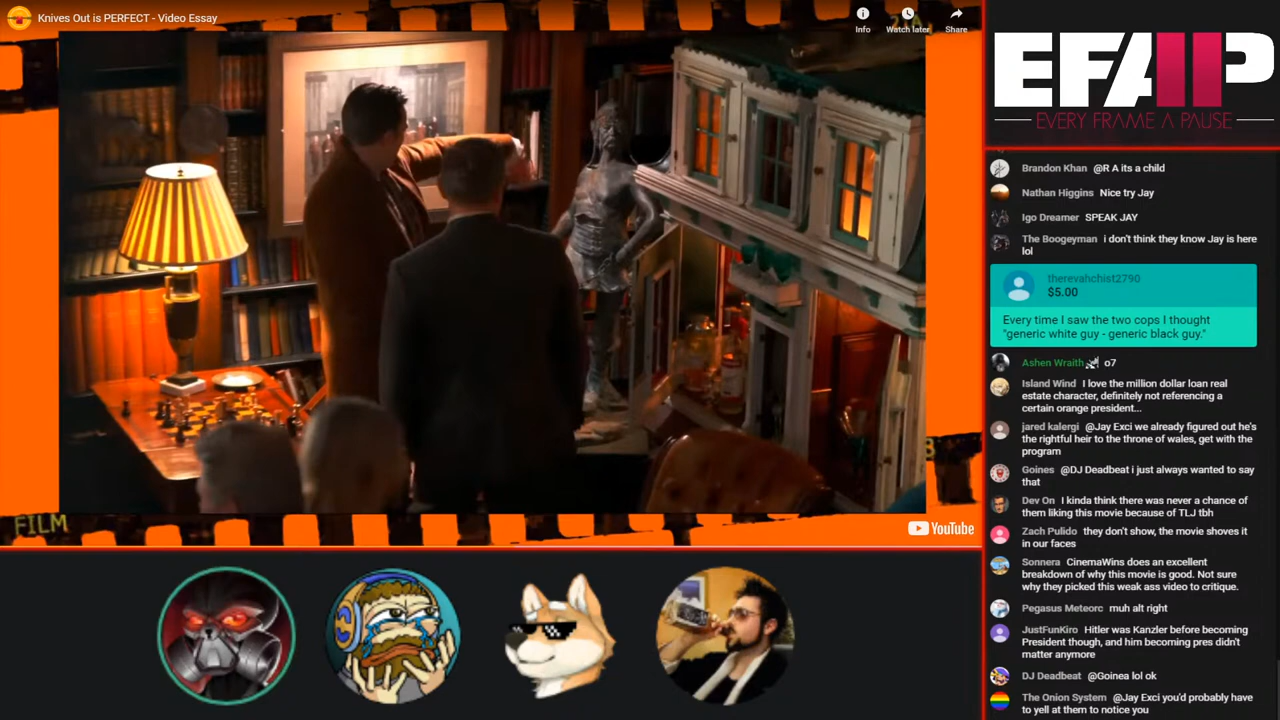 Knives Out is PERFECT - Video Essay
Info
Watch later
Share
FILM
YouTube
EFAP
EVERY FRAME A PAUSE
Brandon Khan @R A its a child
Nathan Higgins Nice try Jay
Igo Dreamer SPEAK JAY
The Boogeyman i don't think they know Jay is here
lol
therevahchist2790
$5.00
Every time I saw the two cops I thought
"generic white guy - generic black guy."
Ashen Wraith o7
Island Wind I love the million dollar loan real
estate character, definitely not referencing a
certain orange president...
jared kalergi @Jay Exci we already figured out he's
the rightful heir to the throne of wales, get with the
program
Goines @DJ Deadbeat i just always wanted to say
that
Dev On I kinda think there was never a chance of
them liking this movie because of TLJ tbh
Zach Pulido they don't show, the movie shoves it
in our faces
Sonnera CinemaWins does an excellent
breakdown of why this movie is good. Not sure
why they picked this weak ass video to critique.
Pegasus Meteorc muh alt right
JustFunKiro Hitler was Kanzler before becoming
President though, and him becoming pres didn't
matter anymore
DJ Deadbeat @Goinea lol ok
The Onion System @Jay Exci you'd probably have
to yell at them to notice you